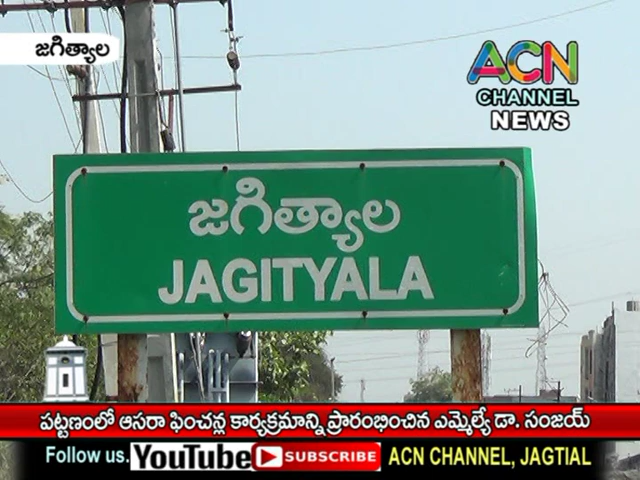 జగిత్యాల
ACN
CHANNEL
NEWS
జగిత్యాల
JAGITYALA
పట్టణంలో ఆసరా ఫించన్ల కార్యక్రమాన్ని ప్రారంభించిన ఎమ్మెల్యే డా. సంజయ్
Follow us. YouTube SUBSCRIBE ACN CHANNEL, JAGTIAL